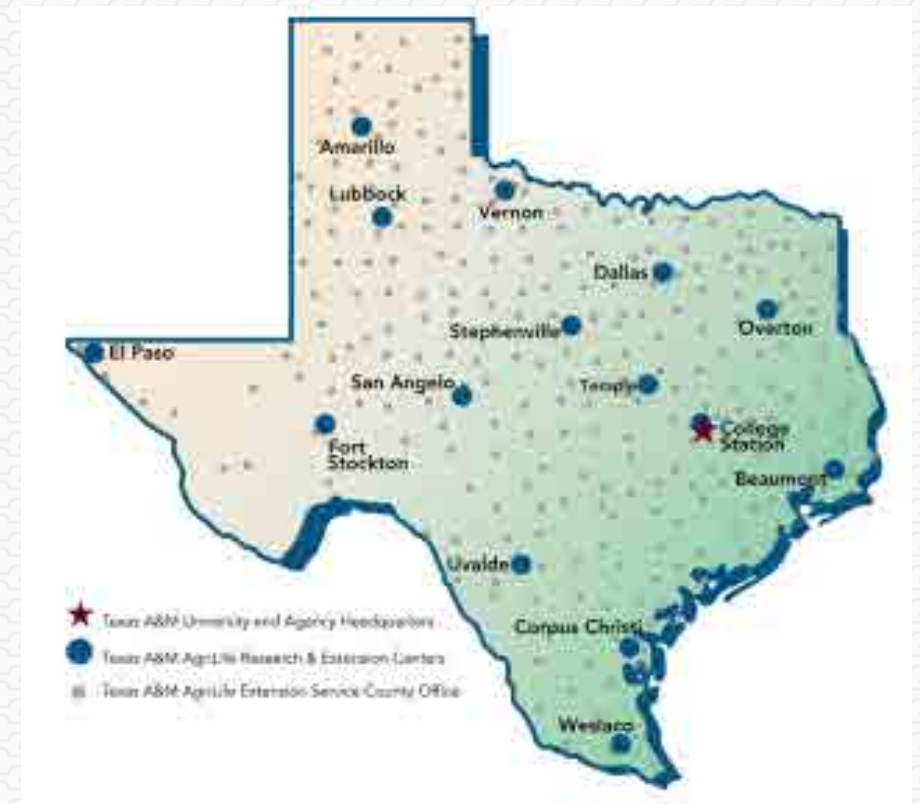 Amarillo
Lubbock
Vernon
Dallas
Overton
Stephenville
El Paso
San Angelo
Temple
College
Station
Fort
Stockton
Beaumont
Uvalde
Texas A&M University and Agency Headquarters
Corpus Christi
Texas A&M AgriLife Research & Extension Centers
Texas A&M AgriLife Extension Service County Office
Weslaco